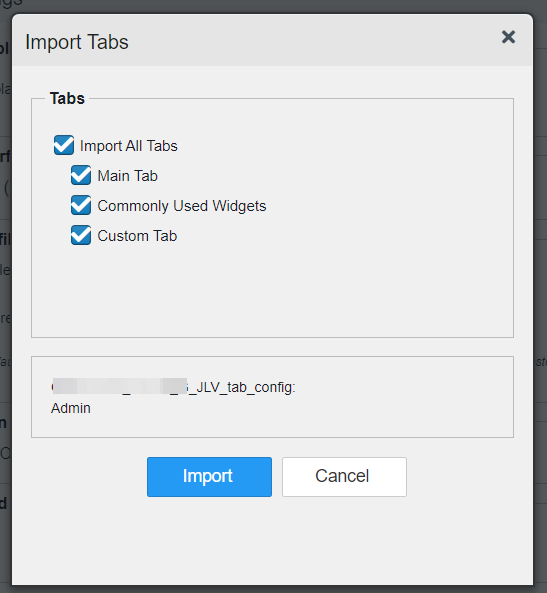 Import Tabs
Tabs
Import All Tabs
Main Tab
Commonly Used Widgets
Custom Tab
_JLV_tab_config:
Admin
Import
Cancel